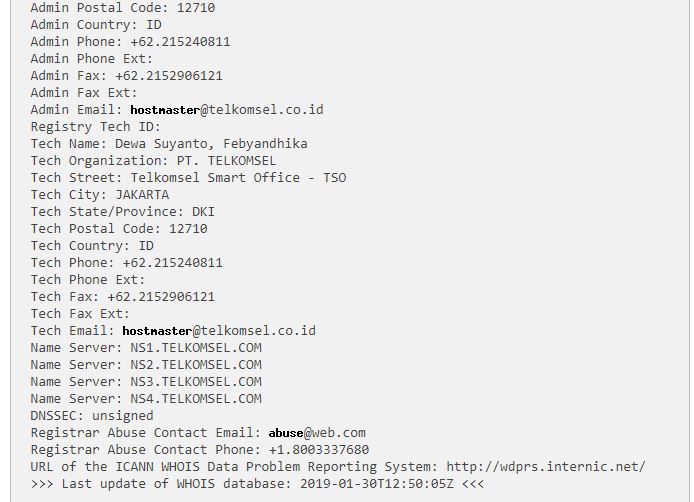 Admin Postal Code: 12710
Admin Country: ID
Admin Phone: +62.215240811
Admin Phone Ext:
Admin Fax: +62.2152906121
Admin Fax Ext:
Admin Email: hostmaster@telkomsel.co.id
Registry Tech ID:
Tech Name: Dewa Suyanto, Febyandhika
Tech Organization: PT. TELKOMSEL
Tech Street: Telkomsel Smart Office - TSO
Tech City: JAKARTA
Tech State/Province: DKI
Tech Postal Code: 12710
Tech Country: ID
Tech Phone: +62.215240811
Tech Phone Ext:
Tech Fax: +62.2152906121
Tech Fax Ext:
Tech Email: hostmaster@telkomsel.co.id
Name Server: NS1.TELKOMSEL.COM
Name Server: NS2.TELKOMSEL.COM
Name Server: NS3.TELKOMSEL.COM
Name Server: NS4.TELKOMSEL.COM
DNSSEC: unsigned
Registrar Abuse Contact Email: abuse@web.com
Registrar Abuse Contact Phone: +1.8003337680
URL of the ICANN WHOIS Data Problem Reporting System: http://wdprs.internic.net/
>>> Last update of WHOIS database: 2019-01-30T12:50:05Z <<<